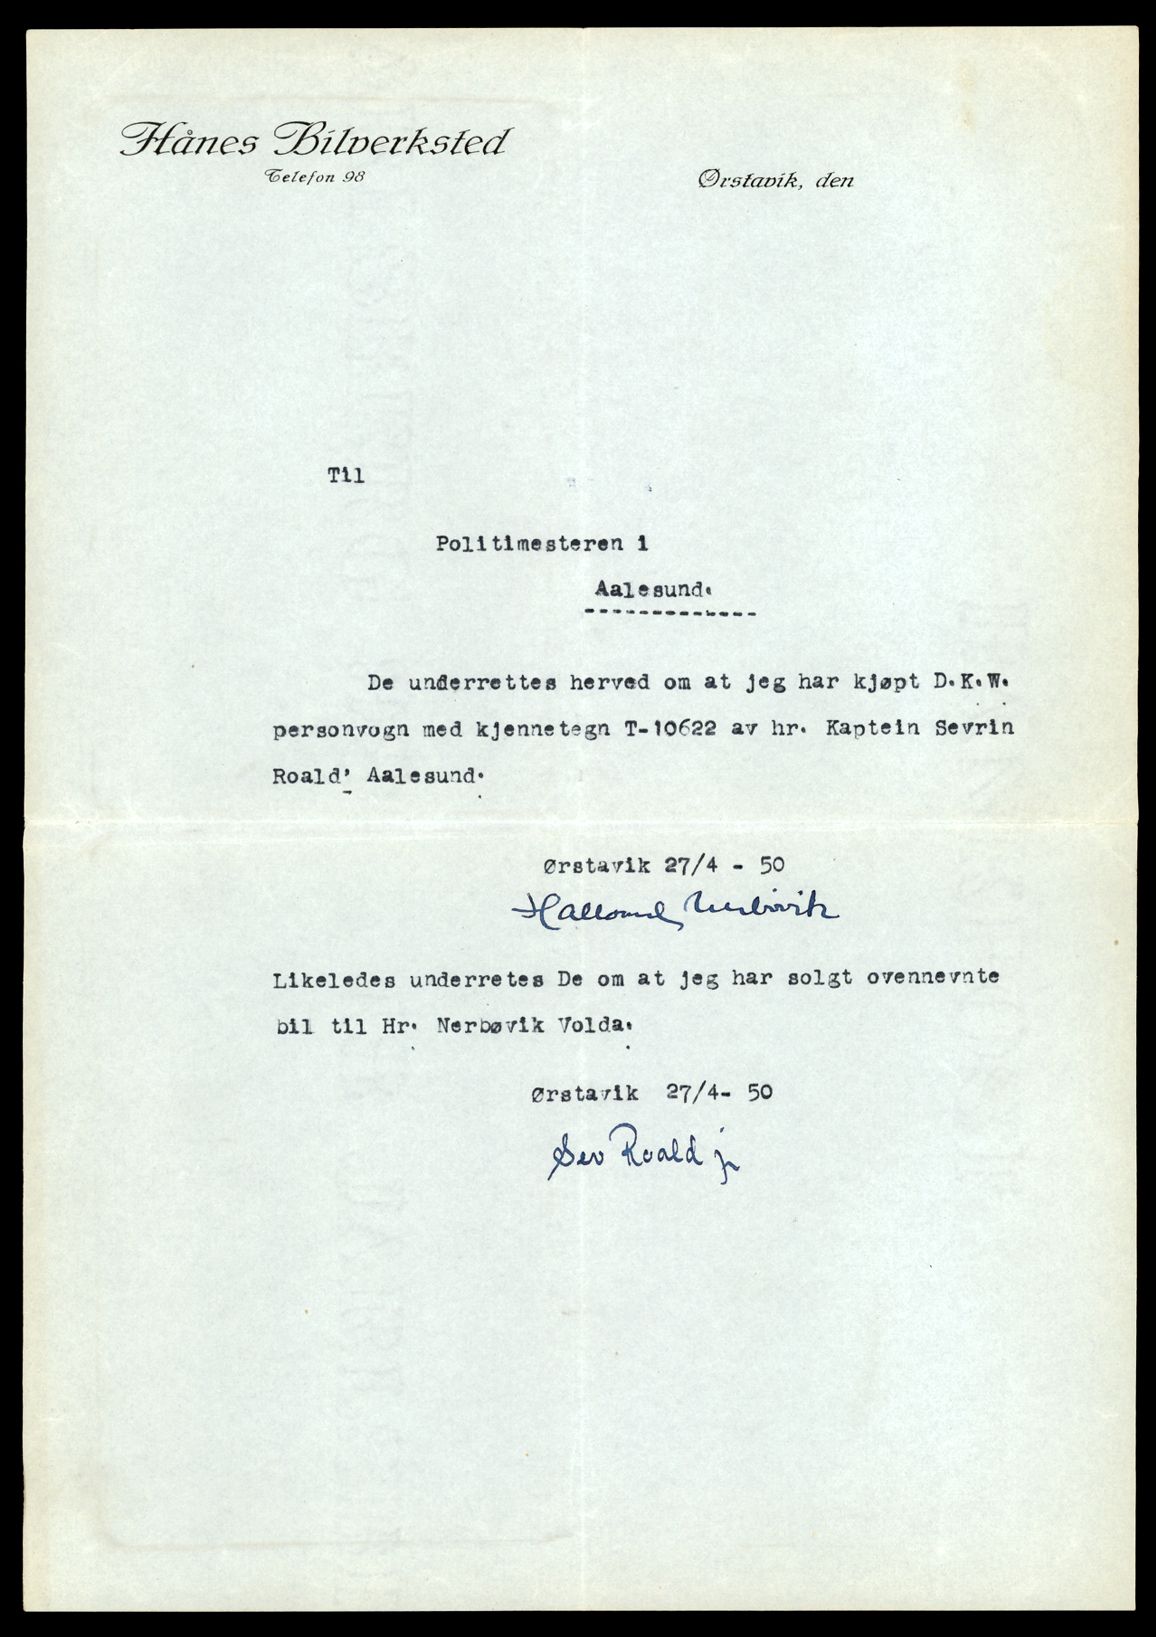 Hånes Bilverksted
Telefon 98
Ørstavik, den
Til
Politimesteren i
Aalesund.
De underrettes herved om at jeg har kjøpt D.K.W.
personvogn med kjennetegn T-10622 av hr. Kaptein Sevrin
Roald, Aalesund.
Ørstavik 27/4 - 50
Nerbøvik
Likeledes underretes De om at jeg har solgt ovennevnte
bil til Hr. Nerbøvik Volda.
Ørstavik 27/4- 50
Sev Roald jr